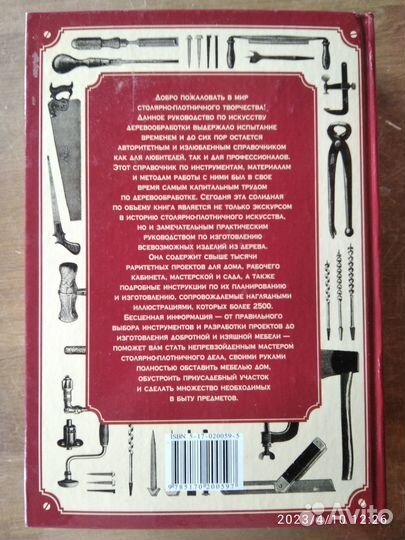 Добро пожаловать в мир
столярно-плотничного творчества!
Данное руководство по искусству
деревообработки выдержало испытание
временем и до сих пор остается
авторитетным и излюбленным справочником
как для любителей, так и для профессионалов.
Этот справочник по инструментам, материалам
и методам работы с ними был в свое
время самым капитальным трудом
по деревообработке. Сегодня эта солидная
по объему книга является не только экскурсом
в историю столярно-плотничного искусства,
но и замечательным практическим
руководством по изготовлению
всевозможных изделий из дерева.
Она содержит свыше тысячи
раритетных проектов для дома, рабочего
кабинета, мастерской и сада, а также
подробные инструкции по их планированию
и изготовлению, сопровождаемые наглядными
иллюстрациями, которых более 2500.
Бесценная информация — от правильного
выбора инструментов и разработки проектов до
изготовления добротной и изящной мебели —
поможет вам стать непревзойденным мастером
столярно-плотничного дела, своими руками
полностью обставить мебелью дом,
обустроить приусадебный участок
и сделать множество необходимых
в быту предметов.
ISBN 5-17-020059-5
9 785170 200597
Avito
2023/4/10 12:26